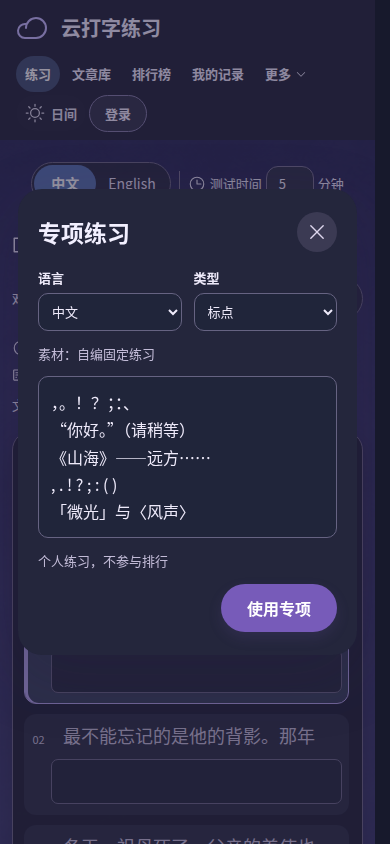 云打字练习
练习 文章库 排行榜 我的记录 更多
日间 登录
中文 English 测试时间 5 分钟
专项练习
语言 类型
中文 标点
素材：自编固定练习
，。！？；：、
“你好。”（请稍等）
《山海》——远方……
, . ! ? ; : ( )
「微光」与〈风声〉
个人练习，不参与排行
使用专项
02 最不能忘记的是他的背影。那年